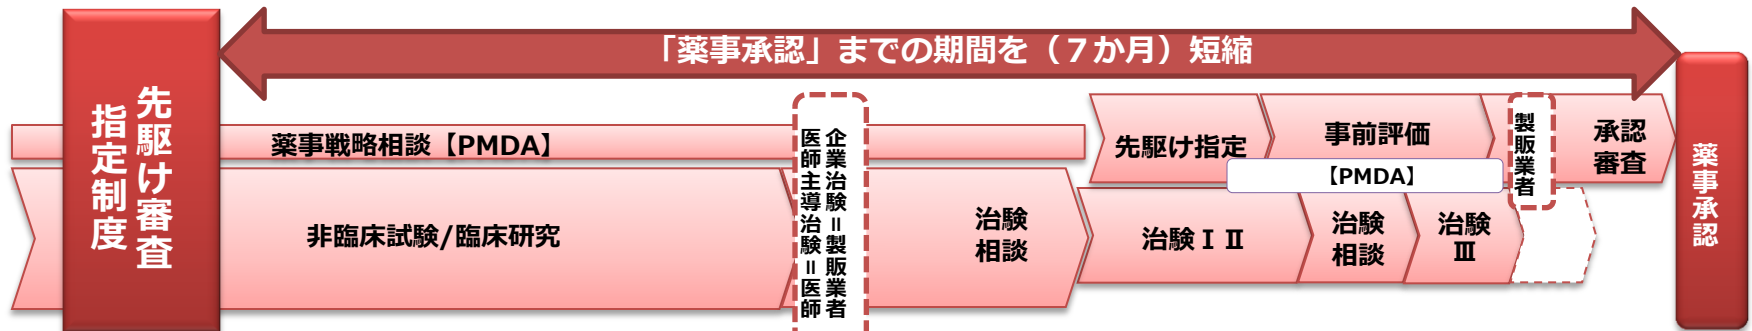 「薬事承認」までの期間を（７か月）短縮
先駆け審査
指定制度
薬事戦略相談【PMDA】
企業治験＝製販業者
医師主導治験＝医師
先駆け指定
事前評価
【PMDA】
製販業者
承認
審査
薬事承認
非臨床試験/臨床研究
治験
相談
治験ⅠⅡ
治験
相談
治験
Ⅲ